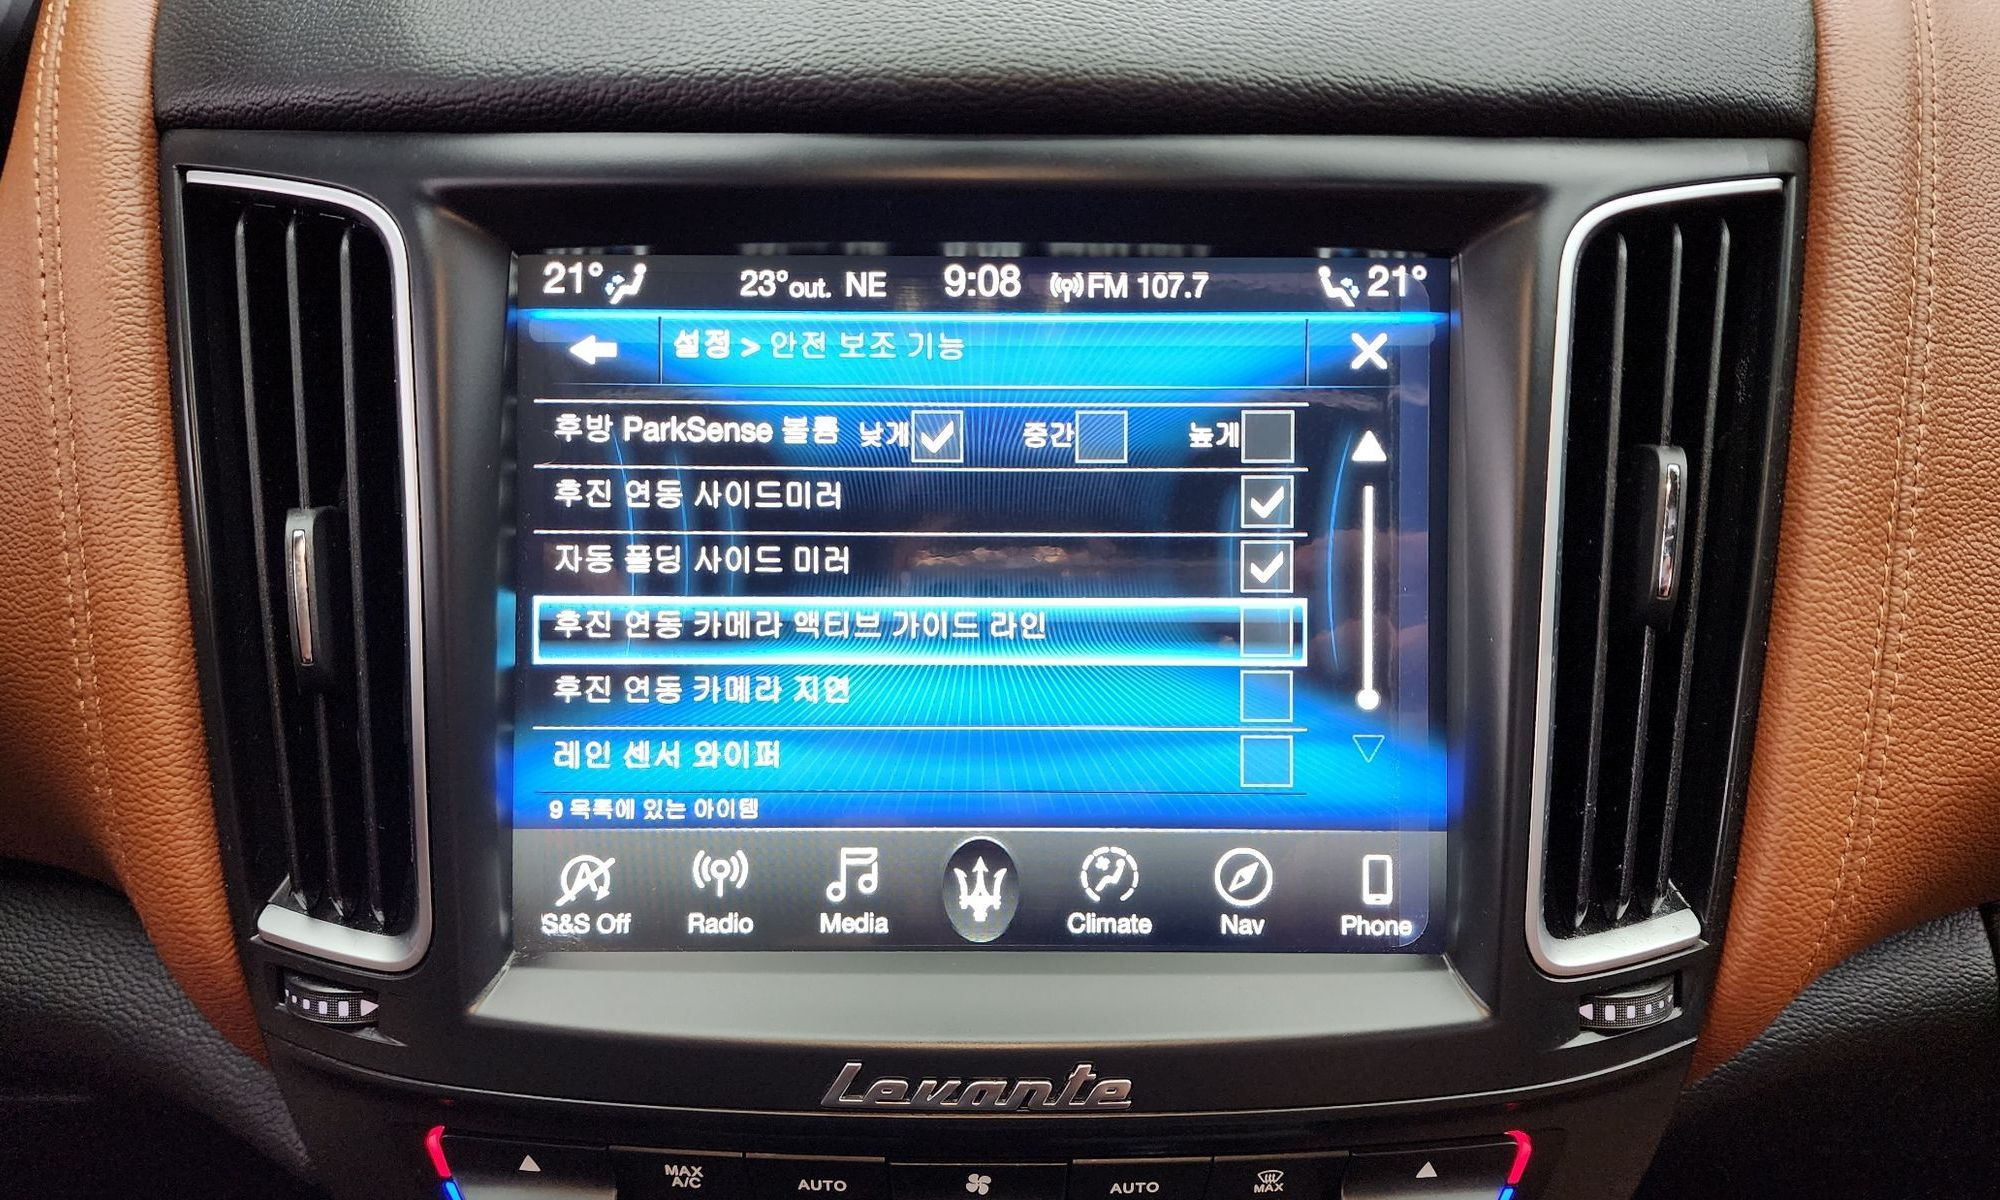 21° 23°out. NE 9:08 FM 107.7 21°
설정 > 안전 보조 기능
후방 ParkSense 볼륨 낮게 중간 높게
후진 연동 사이드미러
자동 폴딩 사이드 미러
후진 연동 카메라 액티브 가이드 라인
후진 연동 카메라 지연
레인 센서 와이퍼
9 목록에 있는 아이템
S&S Off Radio Media Climate Nav Phone
Levante
MAX A/C AUTO AUTO MAX